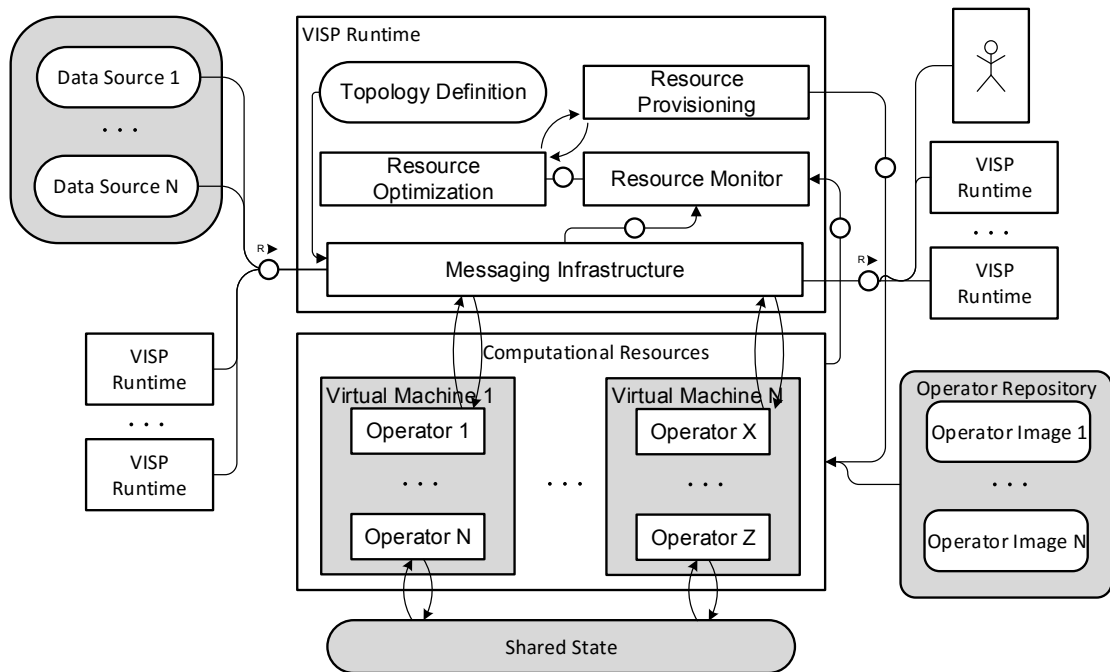 Data Source 1
. . .
Data Source N
R
VISP
Runtime
. . .
VISP
Runtime
VISP Runtime
Topology Definition
Resource
Provisioning
Resource
Optimization
Resource Monitor
Messaging Infrastructure
Computational Resources
Virtual Machine 1
Operator 1
. . .
Operator N
. . .
Virtual Machine N
Operator X
. . .
Operator Z
Shared State
R
VISP
Runtime
. . .
VISP
Runtime
Operator Repository
Operator Image 1
. . .
Operator Image N